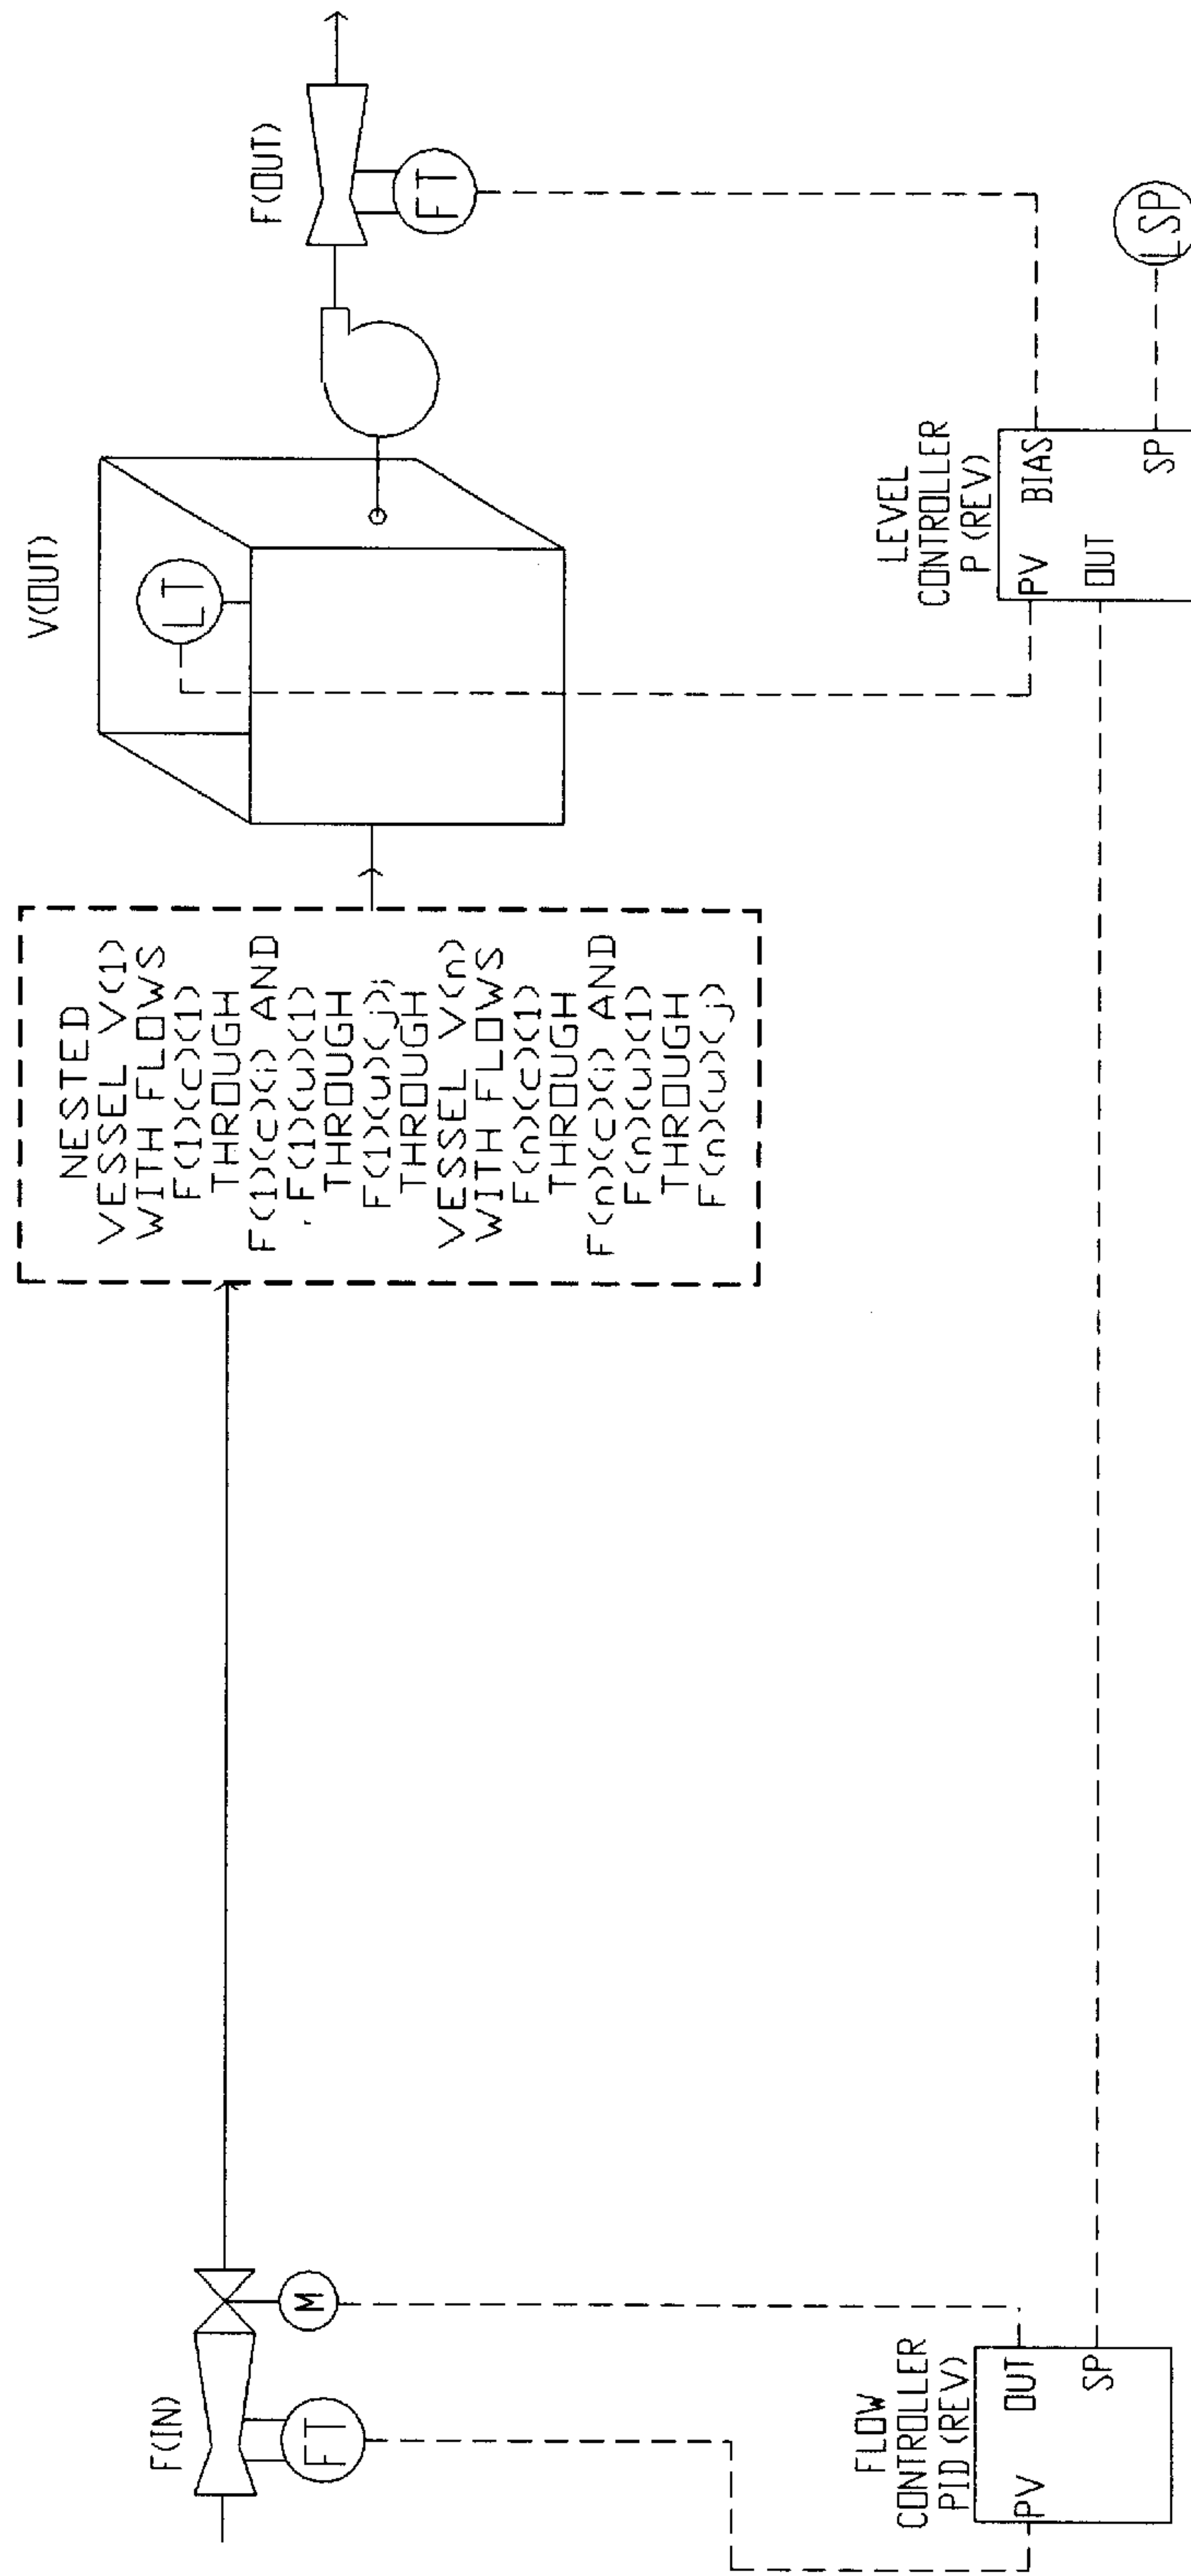 F(IN)
FT
M
FLOW
CONTROLLER
PID (REV)
PV
OUT
SP
NESTED
VESSEL V(1)
WITH FLOWS
F(1)(c)(1)
THROUGH
F(1)(c)(i) AND
F(1)(u)(1)
THROUGH
F(1)(u)(j);
THROUGH
VESSEL V(n)
WITH FLOWS
F(n)(c)(1)
THROUGH
F(n)(c)(i) AND
F(n)(u)(1)
THROUGH
F(n)(u)(j)
V(OUT)
LT
F(OUT)
FT
LEVEL
CONTROLLER
P (REV)
PV
BIAS
OUT
SP
LSP